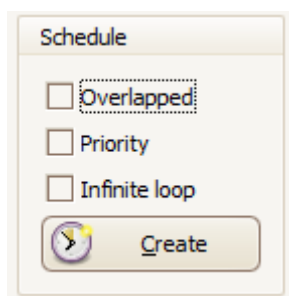 Schedule
Overlapped
Priority
Infinite loop
Create